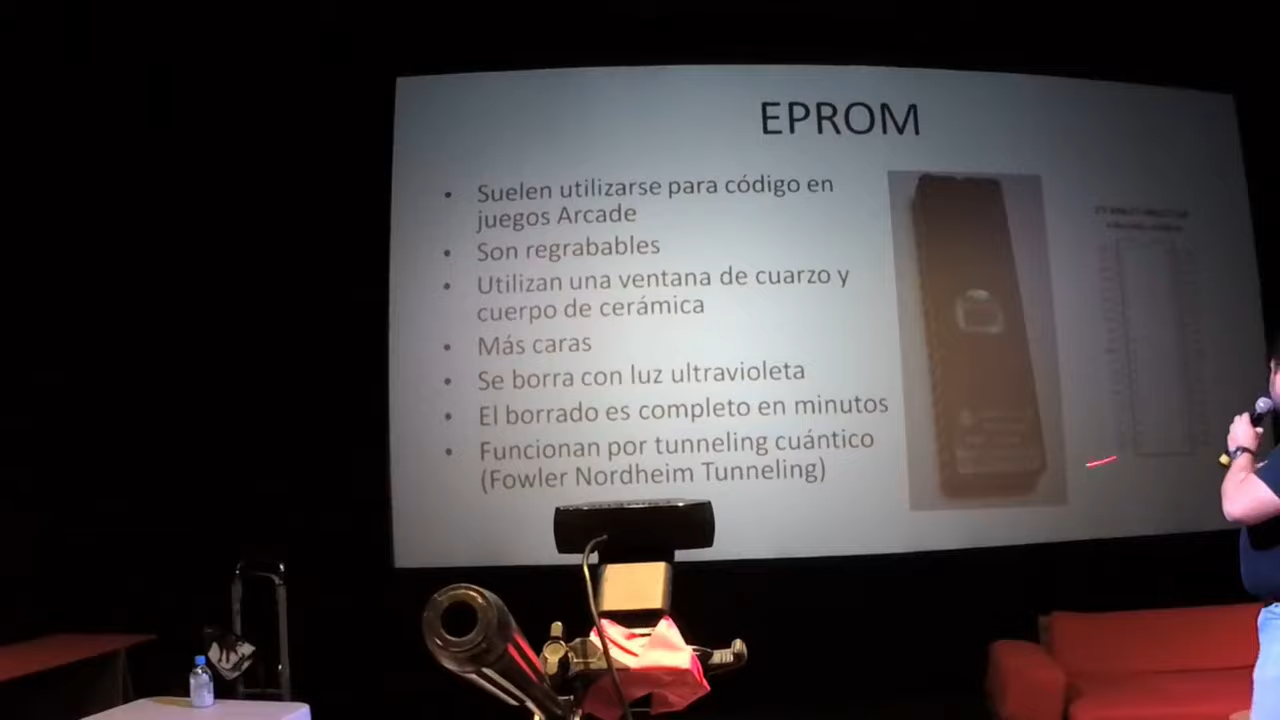 EPROM
• Suelen utilizarse para código en
juegos Arcade
• Son regrabables
• Utilizan una ventana de cuarzo y
cuerpo de cerámica
• Más caras
• Se borra con luz ultravioleta
• El borrado es completo en minutos
• Funcionan por tunneling cuántico
(Fowler Nordheim Tunneling)